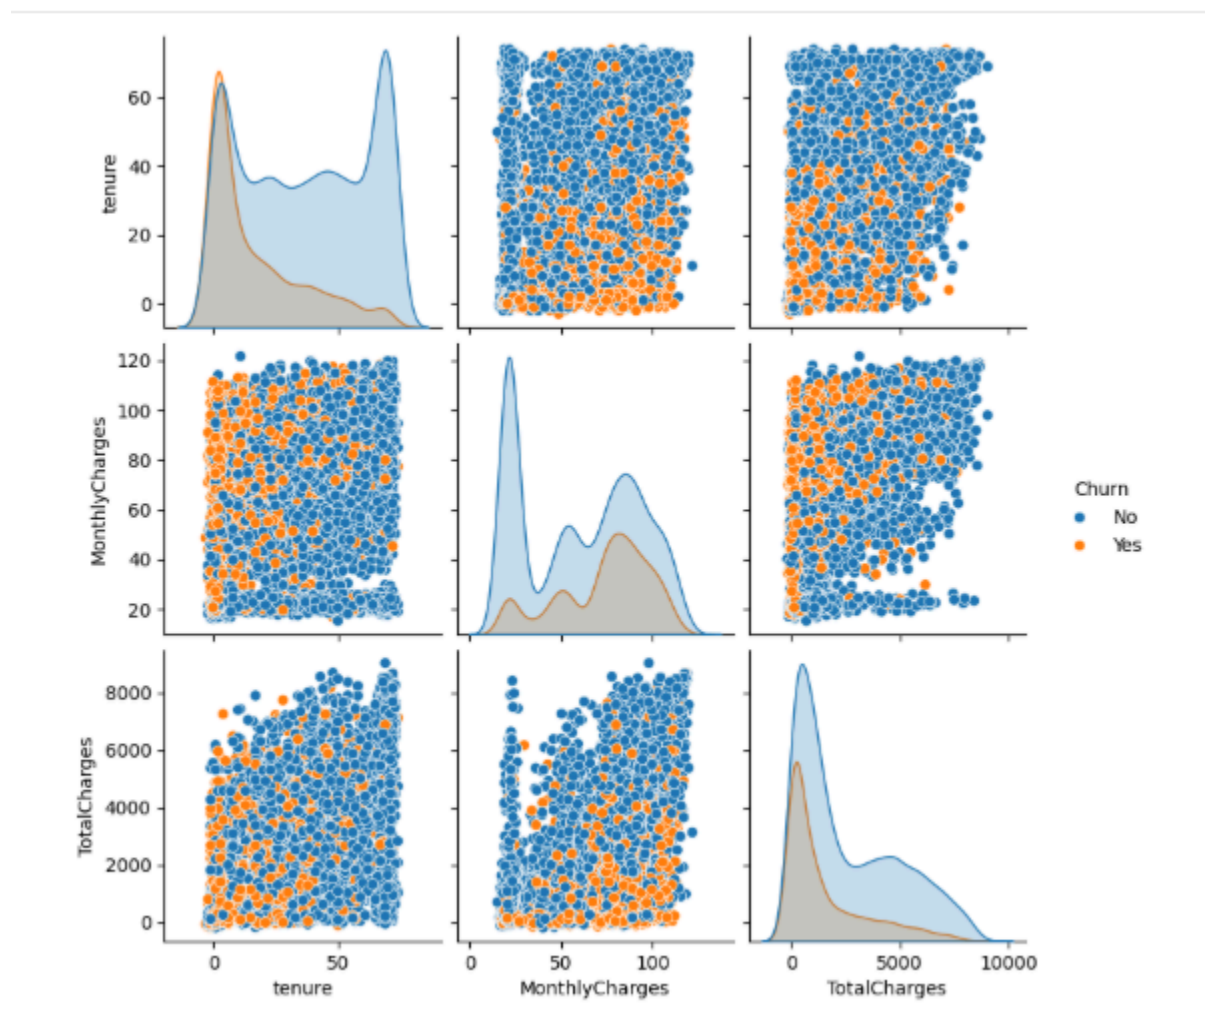 60
40
20
0
tenure
120
100
80
60
40
20
MonthlyCharges
Churn
No
Yes
8000
6000
4000
2000
0
TotalCharges
0 50 0 50 100 0 5000 10000
tenure MonthlyCharges TotalCharges